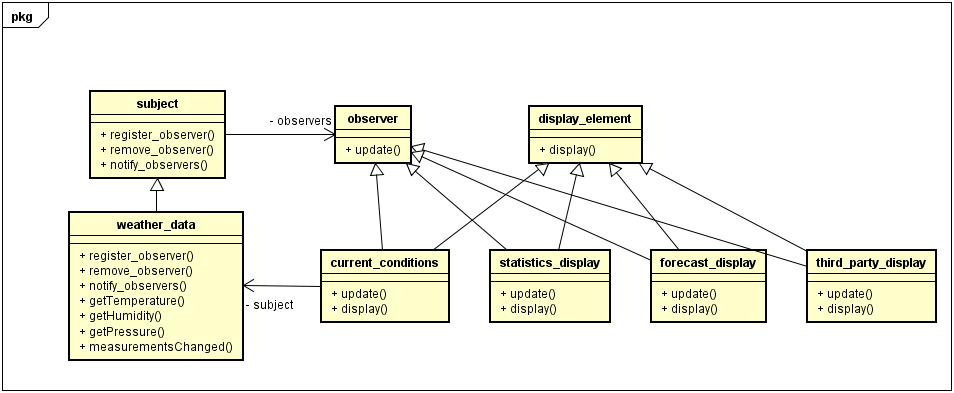 pkg
subject
+ register_observer()
+ remove_observer()
+ notify_observers()
- observers
observer
+ update()
display_element
+ display()
weather_data
+ register_observer()
+ remove_observer()
+ notify_observers()
+ getTemperature()
+ getHumidity()
+ getPressure()
+ measurementsChanged()
- subject
current_conditions
+ update()
+ display()
statistics_display
+ update()
+ display()
forecast_display
+ update()
+ display()
third_party_display
+ update()
+ display()